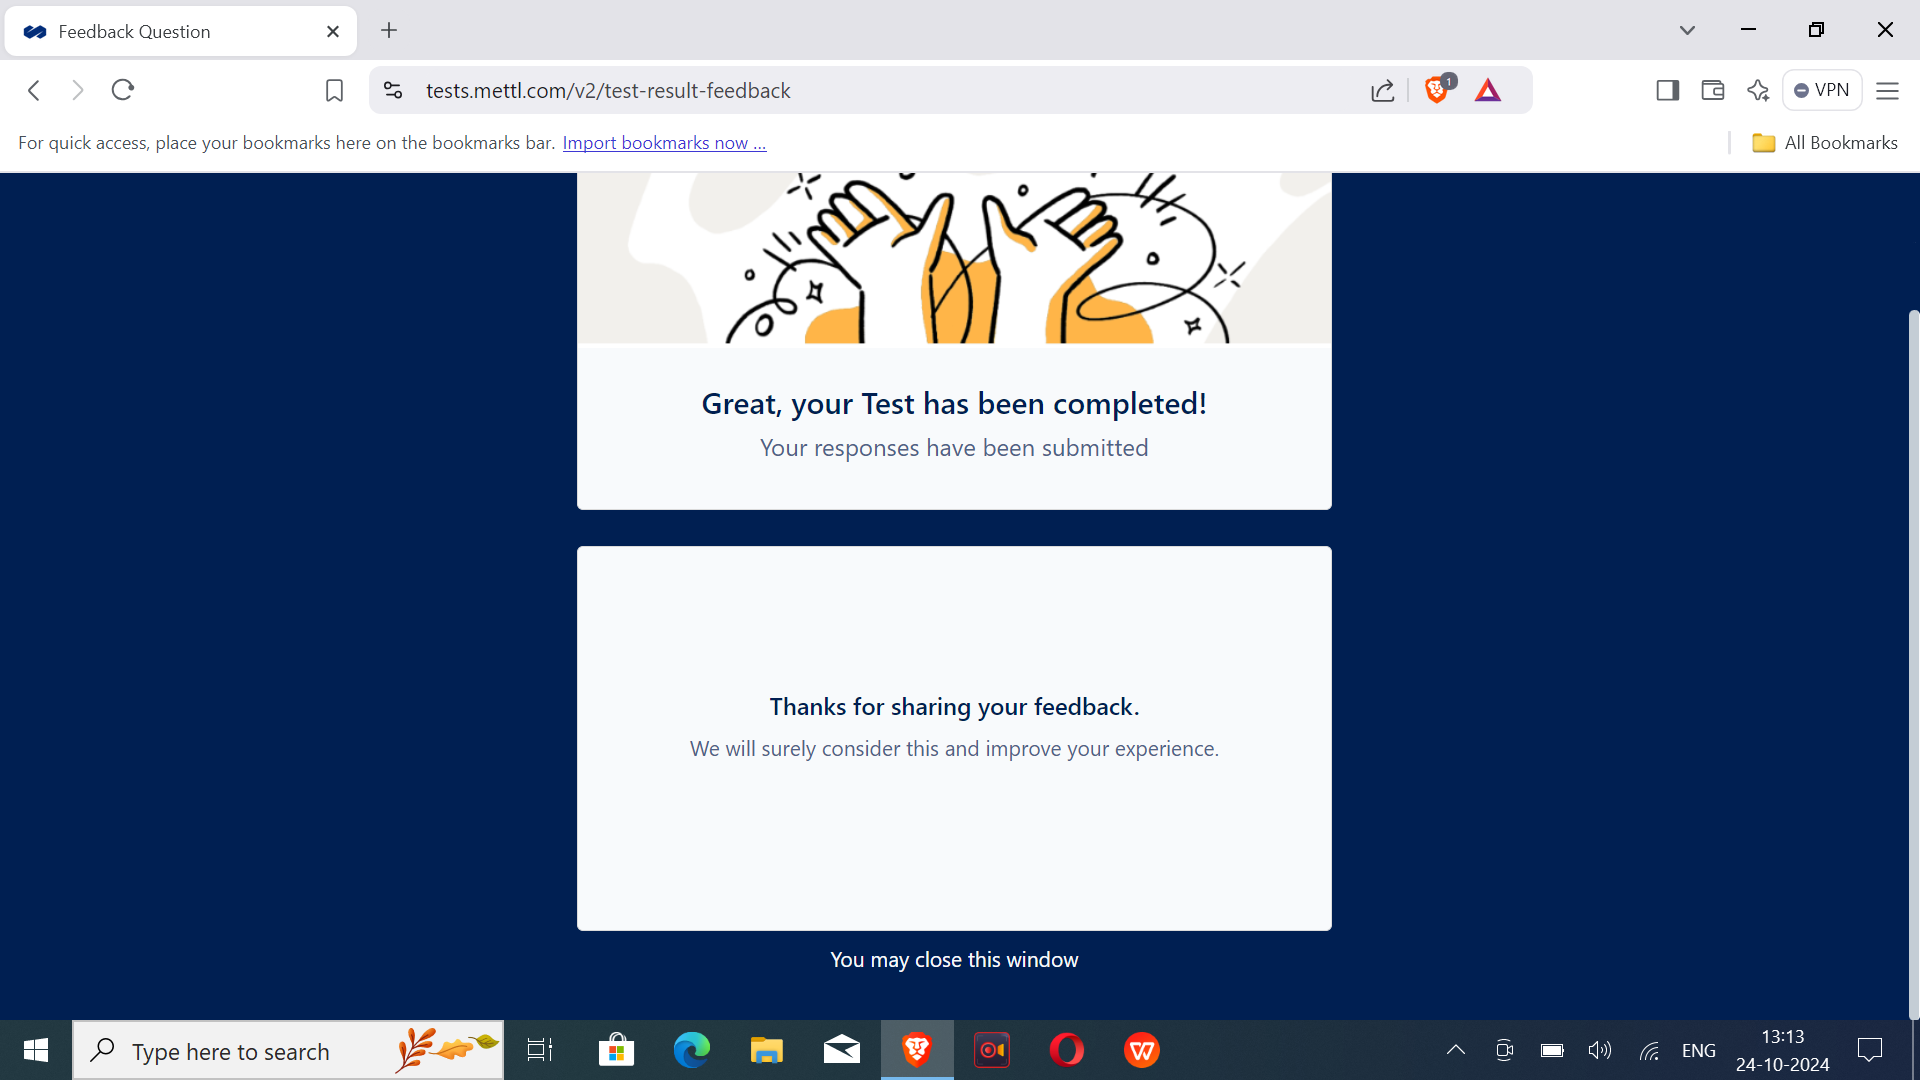 Feedback Question
tests.mettl.com/v2/test-result-feedback
1
VPN
For quick access, place your bookmarks here on the bookmarks bar. Import bookmarks now ...
All Bookmarks
Great, your Test has been completed!
Your responses have been submitted
Thanks for sharing your feedback.
We will surely consider this and improve your experience.
You may close this window
Type here to search
ENG
13:13
24-10-2024